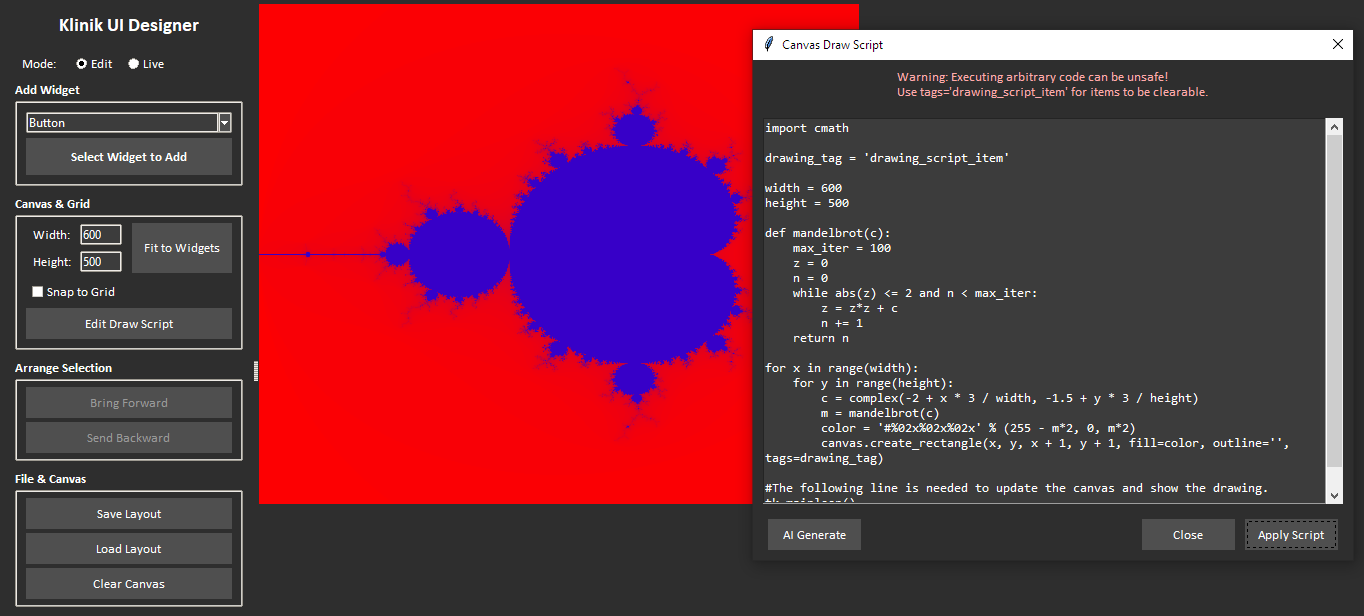 Klinik UI Designer
Mode: Edit Live
Add Widget
Button
Select Widget to Add
Canvas & Grid
Width: 600
Height: 500
Fit to Widgets
Snap to Grid
Edit Draw Script
Arrange Selection
Bring Forward
Send Backward
File & Canvas
Save Layout
Load Layout
Clear Canvas
Canvas Draw Script
Warning: Executing arbitrary code can be unsafe!
Use tags='drawing_script_item' for items to be clearable.
import cmath
drawing_tag = 'drawing_script_item'
width = 600
height = 500
def mandelbrot(c):
    max_iter = 100
    z = 0
    n = 0
    while abs(z) <= 2 and n < max_iter:
        z = z*z + c
        n += 1
    return n
for x in range(width):
    for y in range(height):
        c = complex(-2 + x * 3 / width, -1.5 + y * 3 / height)
        m = mandelbrot(c)
        color = '#%02x%02x%02x' % (255 - m*2, 0, m*2)
        canvas.create_rectangle(x, y, x + 1, y + 1, fill=color, outline='',
tags=drawing_tag)
#The following line is needed to update the canvas and show the drawing.
AI Generate
Close
Apply Script